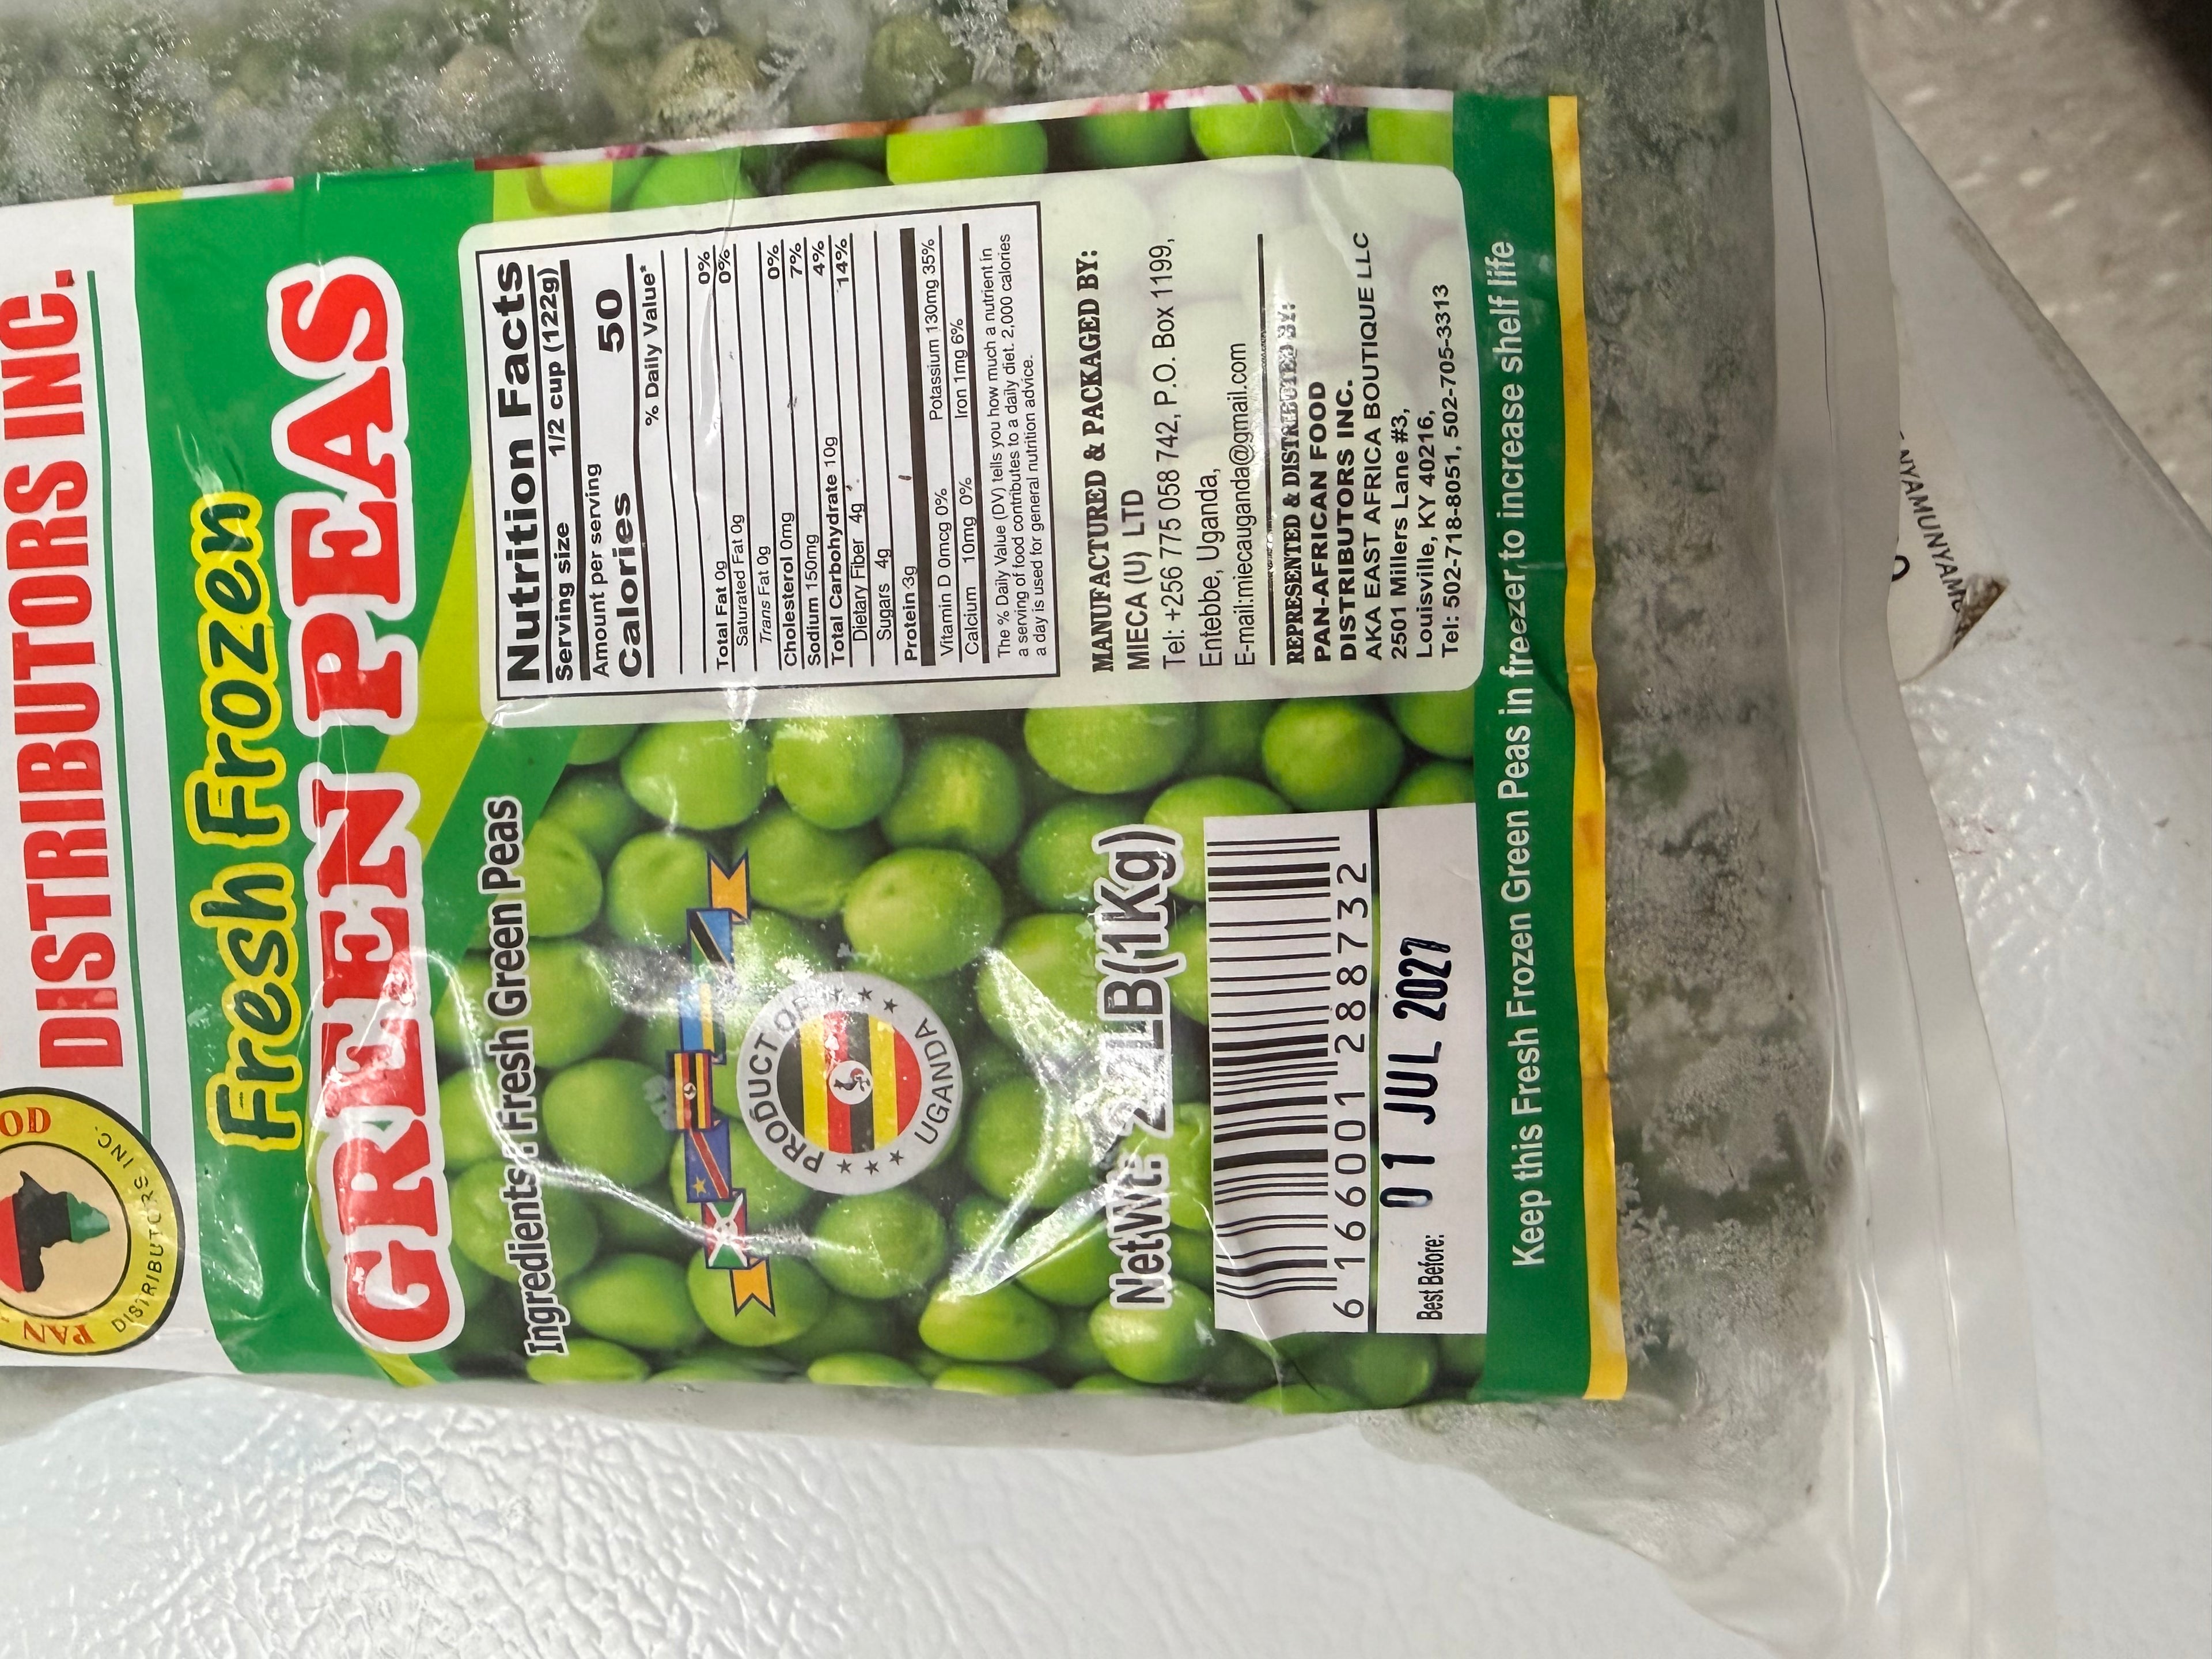 DISTRIBUTORS INC.
PAN
OD
DISTRIBUTORS INC.
Fresh Frozen
GREEN PEAS
Ingredients: Fresh Green Peas
PRODUCT OF
UGANDA
NetWt: 2.2LB(1Kg)
6 166001 288732
Best Before: 01 JUL 2027
Nutrition Facts
Serving size 1/2 cup (122g)
Amount per serving
Calories 50
% Daily Value*
Total Fat 0g 0%
Saturated Fat 0g 0%
Trans Fat 0g
Cholesterol 0mg 0%
Sodium 150mg 7%
Total Carbohydrate 10g 4%
Dietary Fiber 4g 14%
Sugars 4g
Protein 3g
Vitamin D 0mcg 0% Potassium 130mg 35%
Calcium 10mg 0% Iron 1mg 6%
The % Daily Value (DV) tells you how much a nutrient in
a serving of food contributes to a daily diet. 2,000 calories
a day is used for general nutrition advice.
MANUFACTURED & PACKAGED BY:
MIECA (U) LTD
Tel: +256 775 058 742, P.O. Box 1199,
Entebbe, Uganda,
E-mail:miecauganda@gmail.com
REPRESENTED & DISTRIBUTED BY:
PAN-AFRICAN FOOD
DISTRIBUTORS INC.
AKA EAST AFRICA BOUTIQUE LLC
2501 Millers Lane #3,
Louisville, KY 40216,
Tel: 502-718-8051, 502-705-3313
Keep this Fresh Frozen Green Peas in freezer to increase shelf life